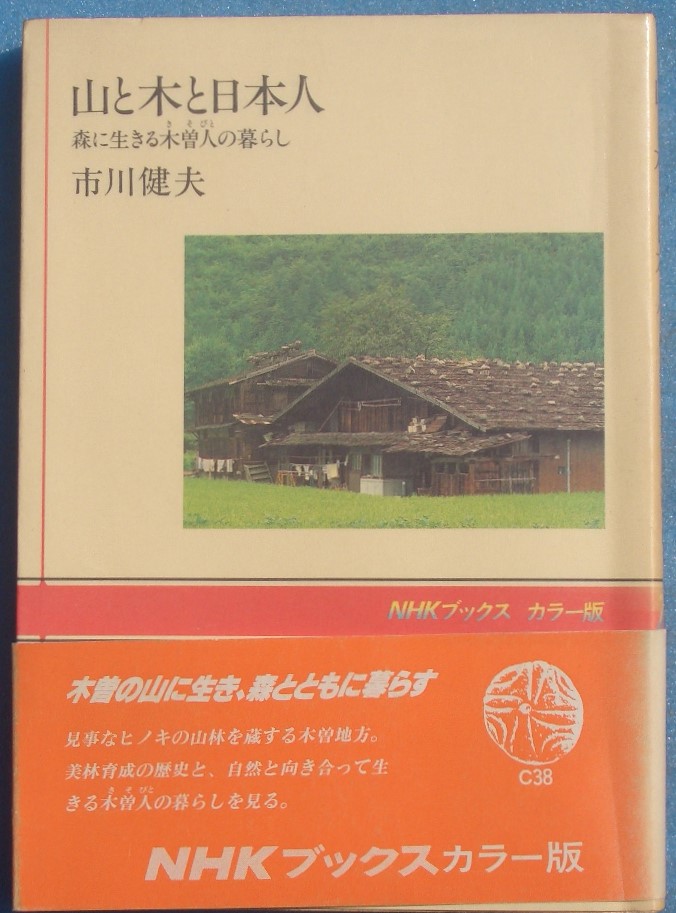 山と木と日本人
森に生きる木曽人の暮らし
市川健夫
NHKブックス カラー版
木曽の山に生き、森とともに暮らす
見事なヒノキの山林を蔵する木曽地方。
美林育成の歴史と、自然と向き合って生
きる木曽人の暮らしを見る。
C38
NHKブックスカラー版